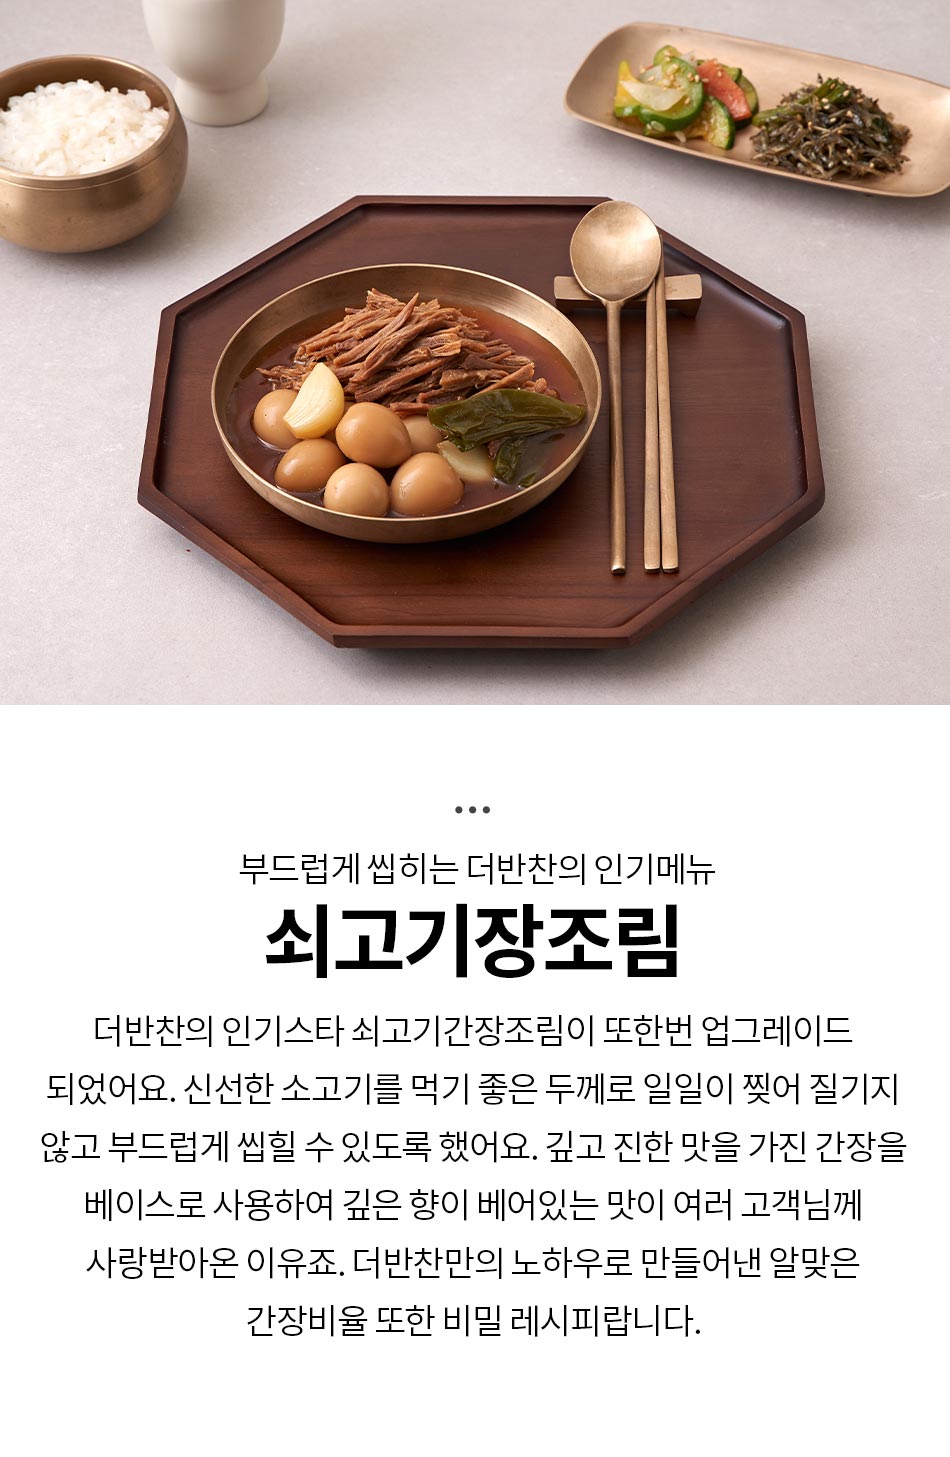 부드럽게 씹히는 더반찬의 인기메뉴
쇠고기장조림
더반찬의 인기스타 쇠고기간장조림이 또한번 업그레이드
되었어요. 신선한 소고기를 먹기 좋은 두께로 일일이 찢어 질기지
않고 부드럽게 씹힐 수 있도록 했어요. 깊고 진한 맛을 가진 간장을
베이스로 사용하여 깊은 향이 베어있는 맛이 여러 고객님께
사랑받아온 이유죠. 더반찬만의 노하우로 만들어낸 알맞은
간장비율 또한 비밀 레시피랍니다.